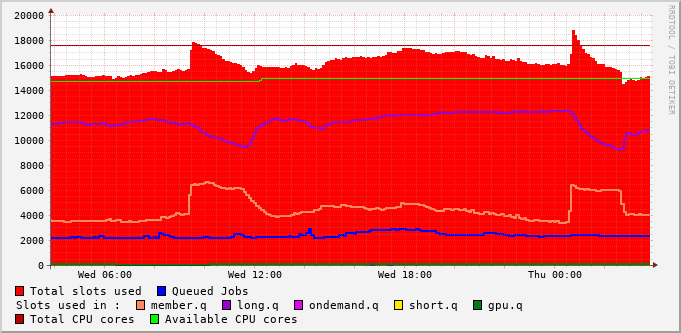 20000
18000
16000
14000
12000
10000
8000
6000
4000
2000
0
Wed 06:00 Wed 12:00 Wed 18:00 Thu 00:00
Total slots used Queued Jobs
Slots used in : member.q long.q ondemand.q short.q gpu.q
Total CPU cores Available CPU cores
RRDTOOL / TOBI OETIKER